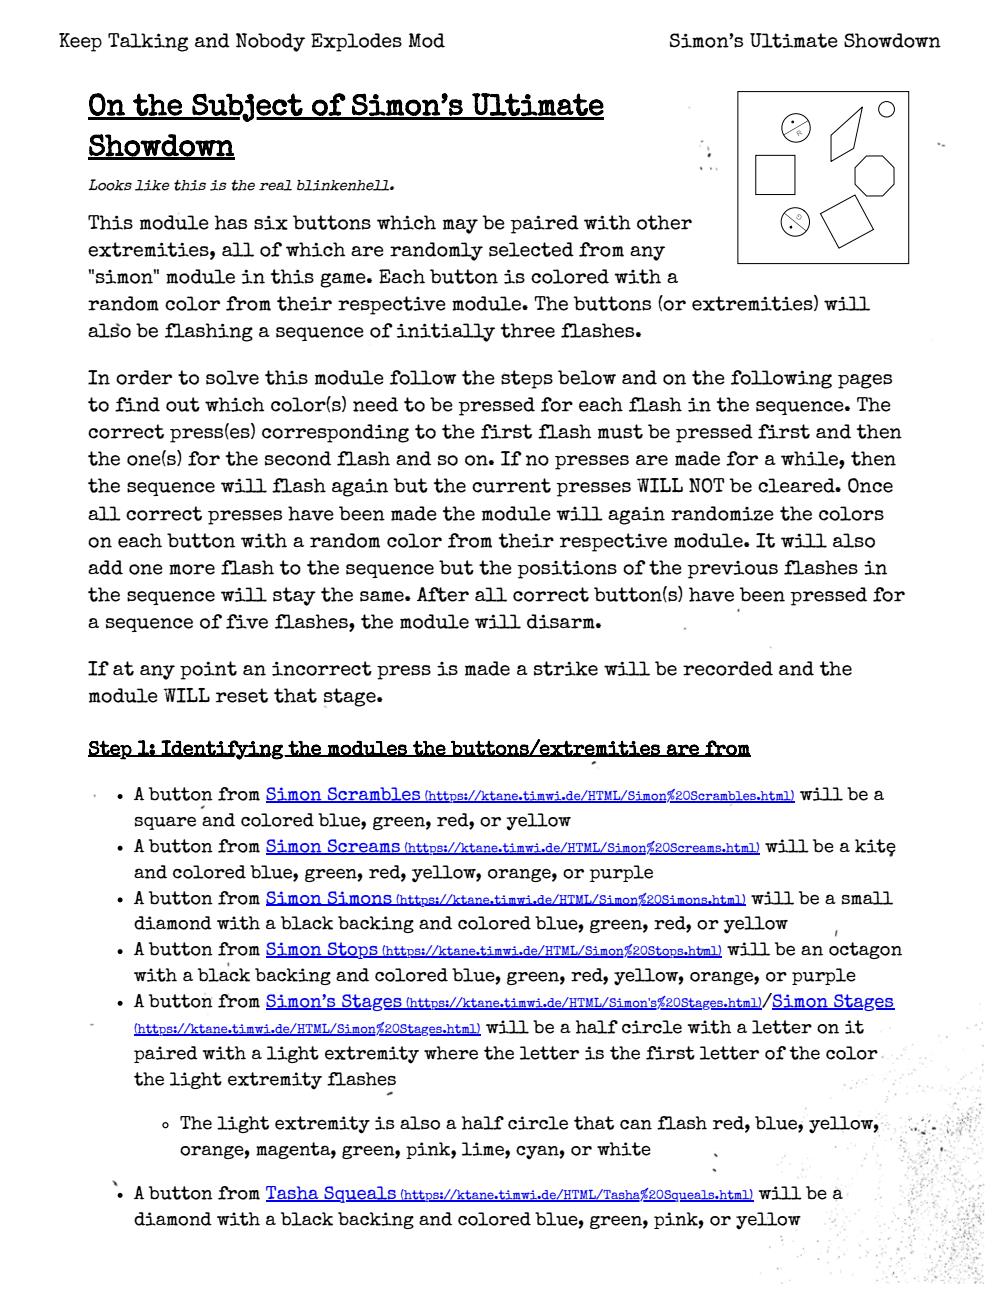 Keep Talking and Nobody Explodes Mod
Simon's Ultimate Showdown
On the Subject of Simon's Ultimate
Showdown
Looks like this is the real blinkenhell.
This module has six buttons which may be paired with other
extremities, all of which are randomly selected from any
"simon" module in this game. Each button is colored with a
random color from their respective module. The buttons (or extremities) will
also be flashing a sequence of initially three flashes.
In order to solve this module follow the steps below and on the following pages
to find out which color(s) need to be pressed for each flash in the sequence. The
correct press(es) corresponding to the first flash must be pressed first and then
the one(s) for the second flash and so on. If no presses are made for a while, then
the sequence will flash again but the current presses WILL NOT be cleared. Once
all correct presses have been made the module will again randomize the colors
on each button with a random color from their respective module. It will also
add one more flash to the sequence but the positions of the previous flashes in
the sequence will stay the same. After all correct button(s) have been pressed for
a sequence of five flashes, the module will disarm.
If at any point an incorrect press is made a strike will be recorded and the
module WILL reset that stage.
Step 1: Identifying the modules the buttons/extremities are from
• A button from Simon Scrambles (https://ktane.timwi.de/HTML/Simon%20Scrambles.html) will be a
square and colored blue, green, red, or yellow
• A button from Simon Screams (https://ktane.timwi.de/HTML/Simon%20Screams.html) will be a kite
and colored blue, green, red, yellow, orange, or purple
• A button from Simon Simons (https://ktane.timwi.de/HTML/Simon%20Simons.html) will be a small
diamond with a black backing and colored blue, green, red, or yellow
• A button from Simon Stops (https://ktane.timwi.de/HTML/Simon%20Stops.html) will be an octagon
with a black backing and colored blue, green, red, yellow, orange, or purple
• A button from Simon's Stages (https://ktane.timwi.de/HTML/Simon's%20Stages.html)/Simon Stages
(https://ktane.timwi.de/HTML/Simon%20Stages.html) will be a half circle with a letter on it
paired with a light extremity where the letter is the first letter of the color
the light extremity flashes
◦ The light extremity is also a half circle that can flash red, blue, yellow,
orange, magenta, green, pink, lime, cyan, or white
• A button from Tasha Squeals (https://ktane.timwi.de/HTML/Tasha%20Squeals.html) will be a
diamond with a black backing and colored blue, green, pink, or yellow